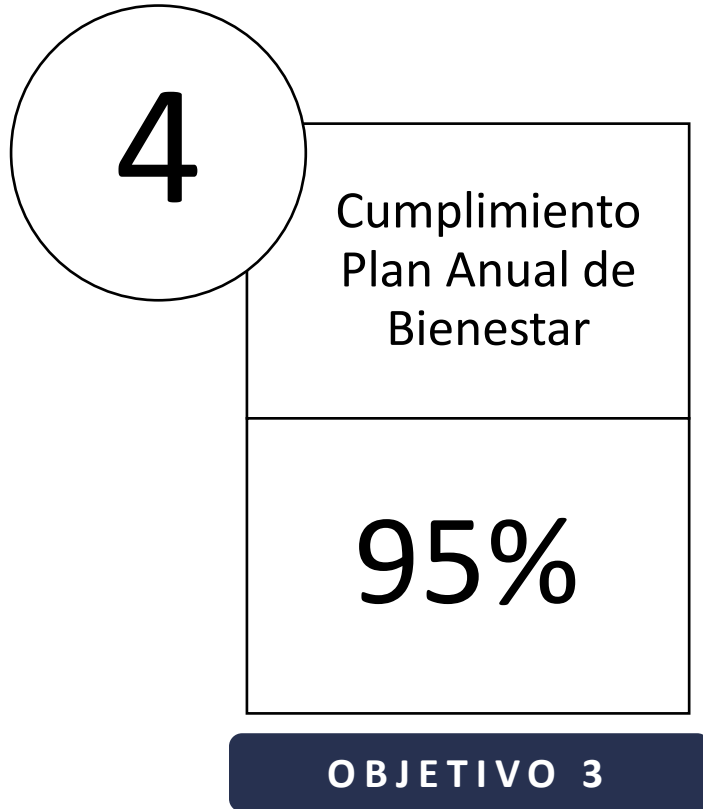 4
Cumplimiento
Plan Anual de
Bienestar
95%
OBJETIVO 3